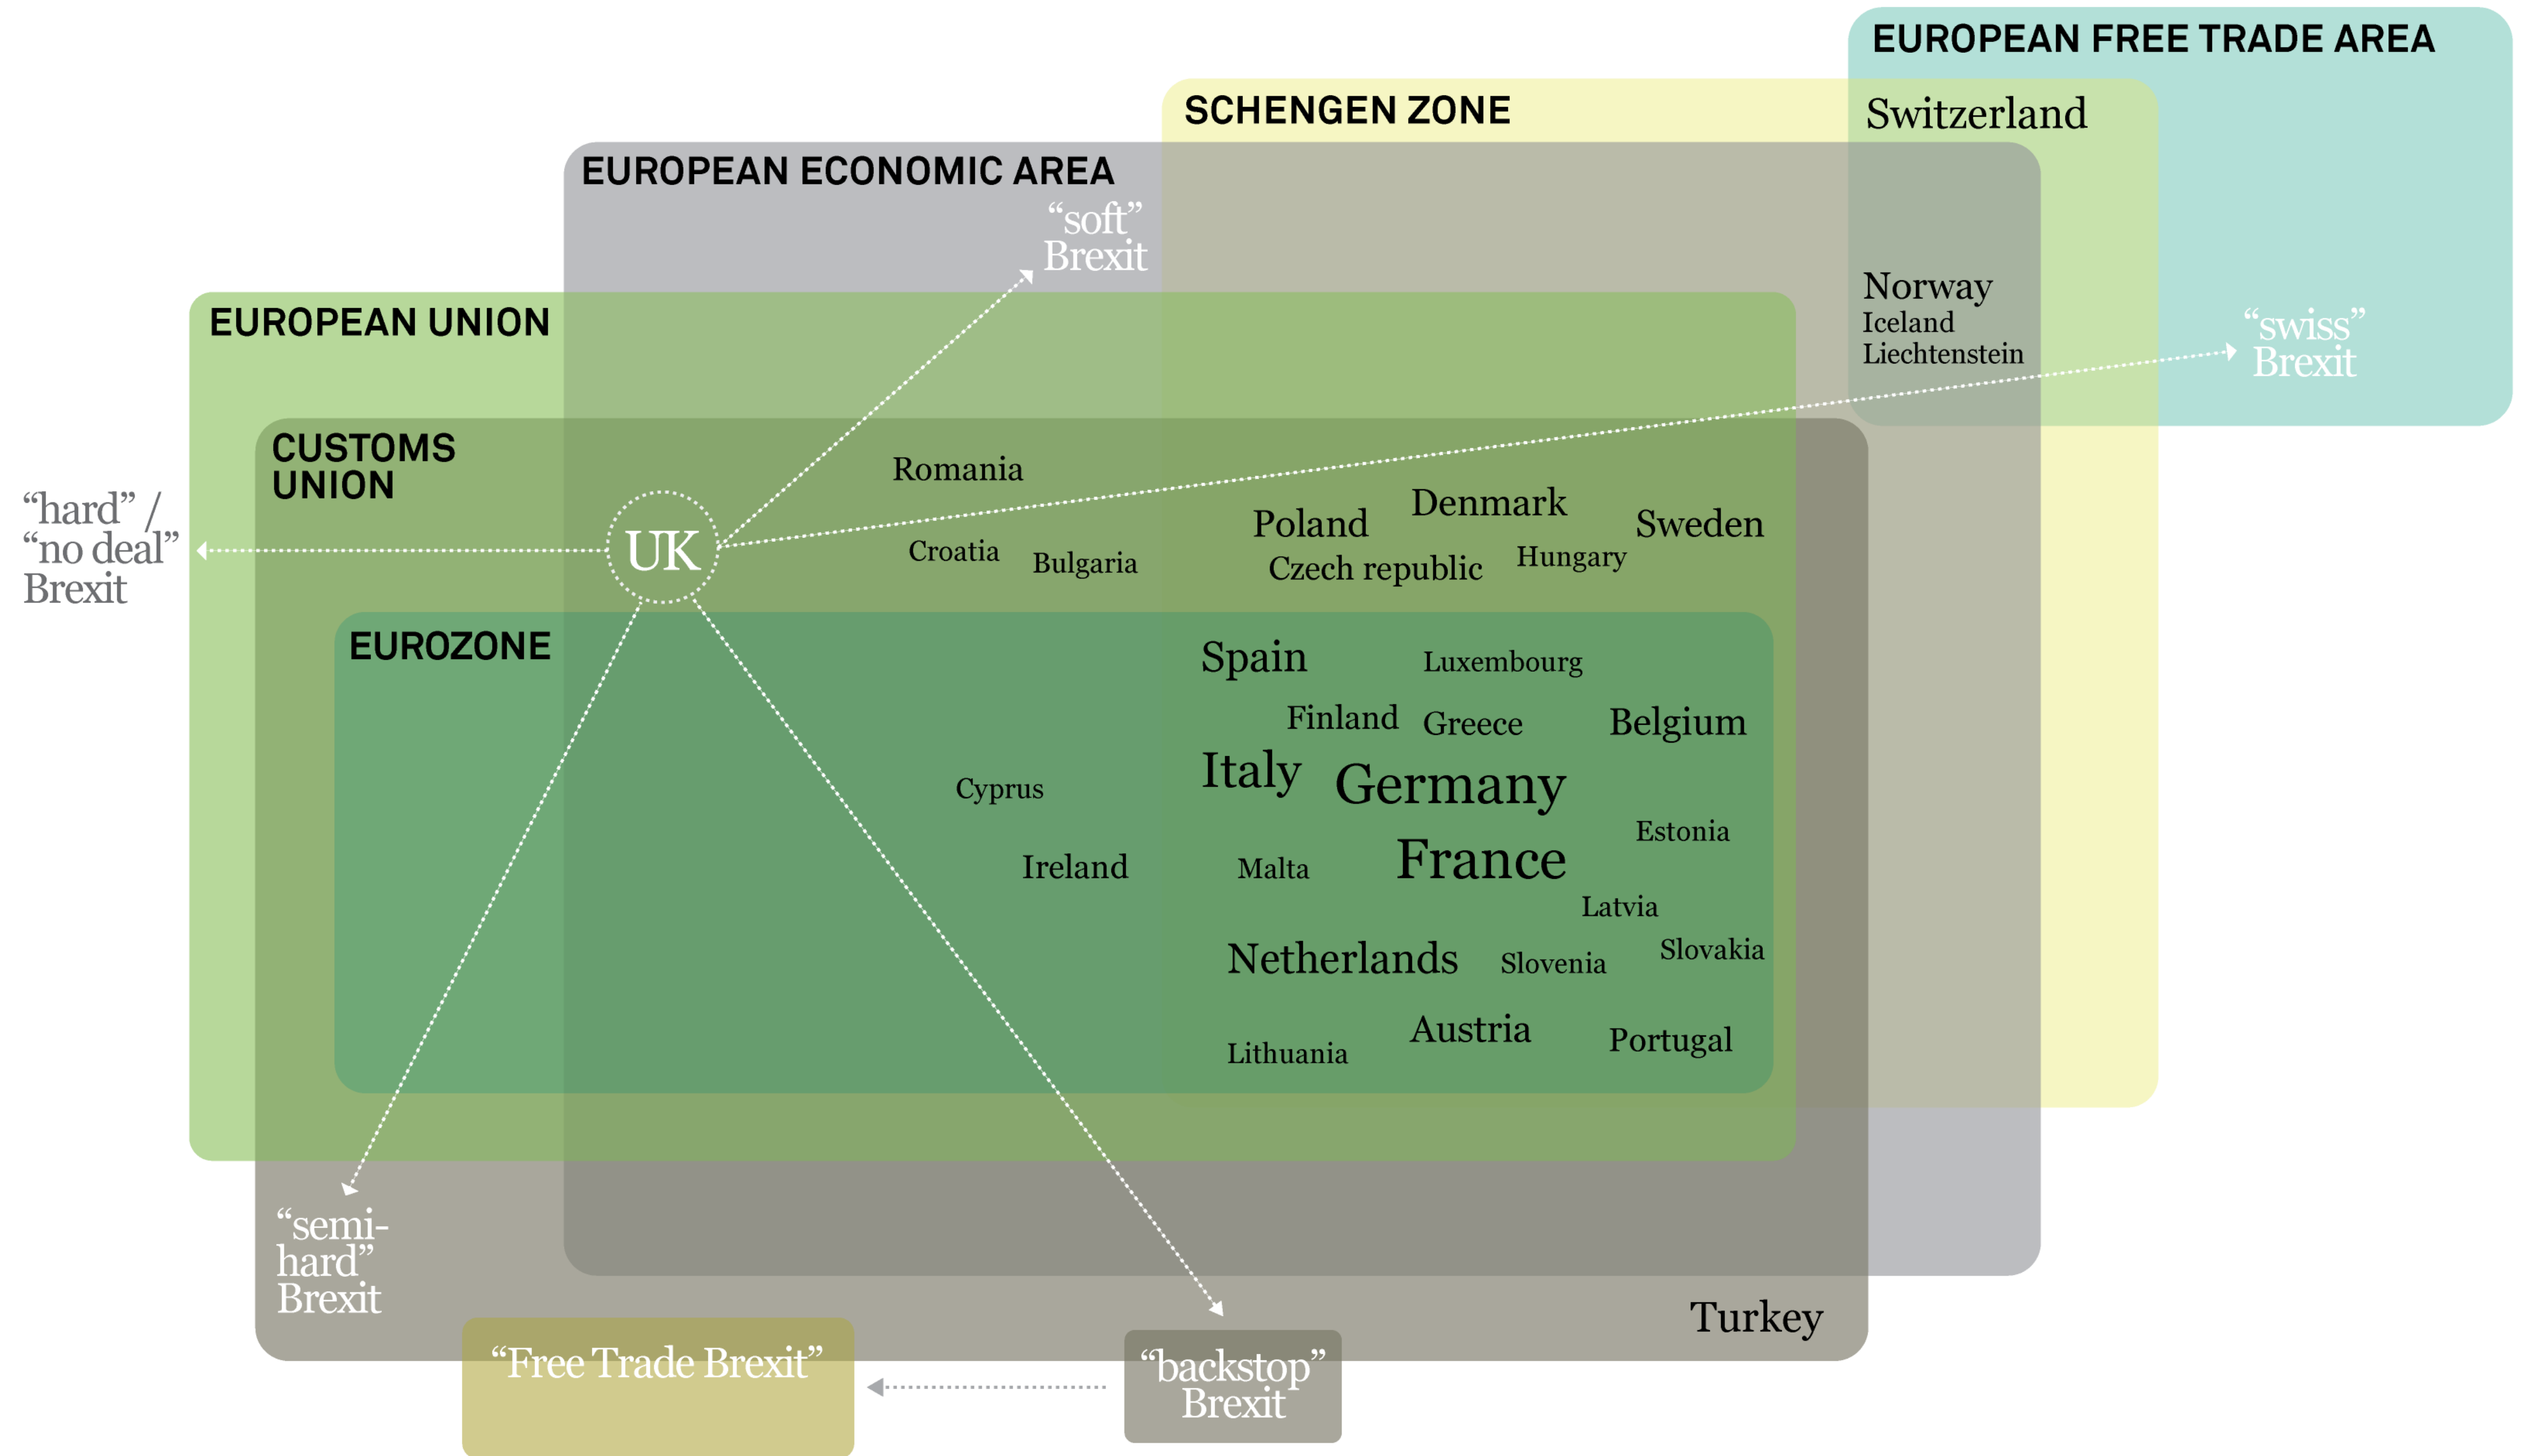 EUROPEAN FREE TRADE AREA
SCHENGEN ZONE
Switzerland
EUROPEAN ECONOMIC AREA
“soft”
Brexit
Norway
Iceland
Liechtenstein
“swiss”
Brexit
EUROPEAN UNION
CUSTOMS
UNION
“hard” /
“no deal”
Brexit
UK
Romania
Croatia
Bulgaria
Poland
Denmark
Sweden
Czech republic
Hungary
EUROZONE
Spain
Luxembourg
Finland
Greece
Belgium
Italy
Germany
Cyprus
Estonia
Ireland
Malta
France
Latvia
Netherlands
Slovenia
Slovakia
Lithuania
Austria
Portugal
“semi-
hard”
Brexit
Turkey
“Free Trade Brexit”
“backstop”
Brexit